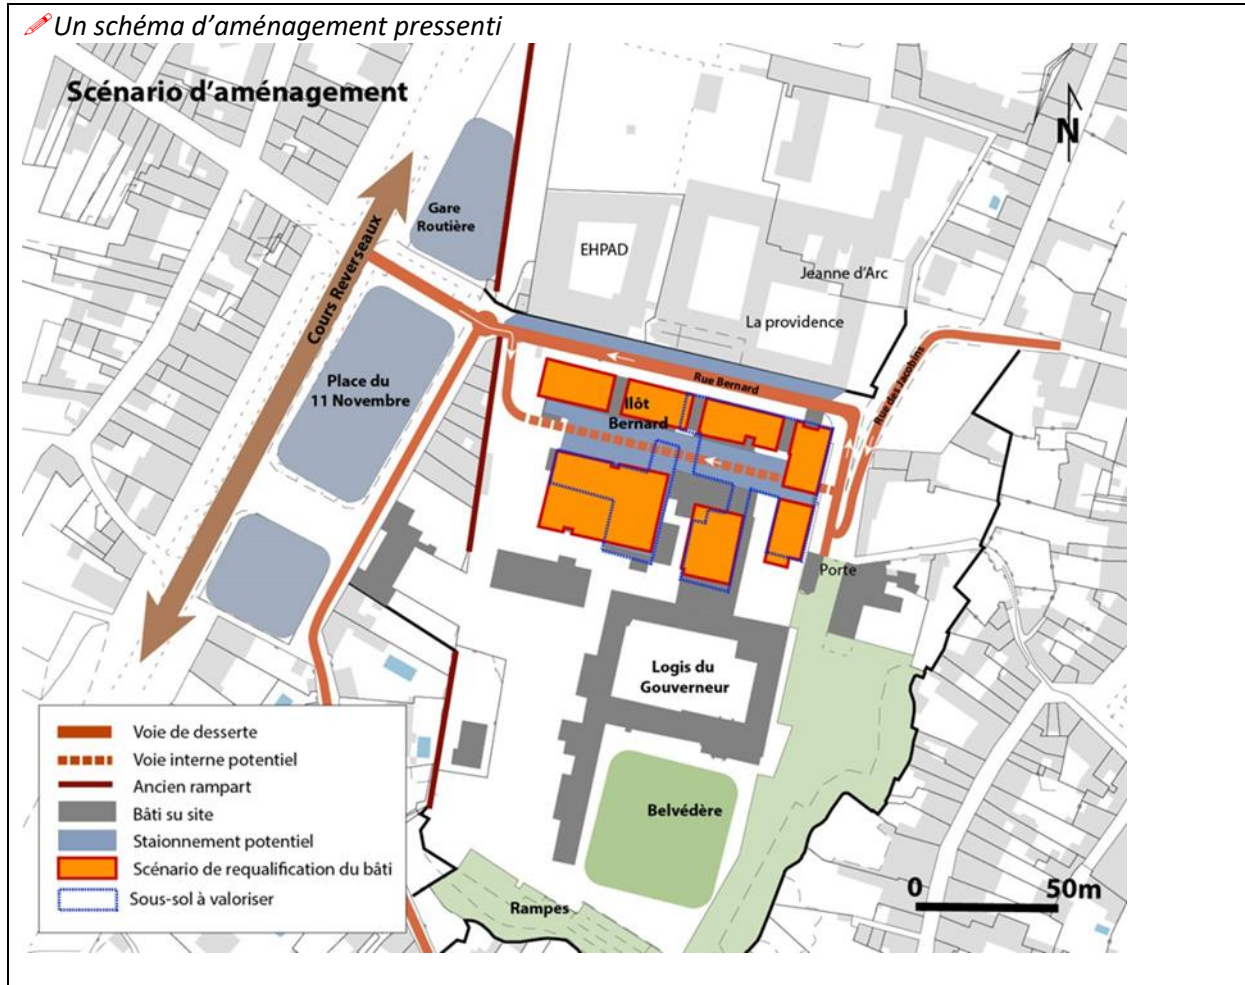 Un schéma d'aménagement pressenti
Scénario d'aménagement
N
Gare
Routière
Cours Reverseaux
EHPAD
Jeanne d'Arc
La providence
Rue des Jacobins
Rue Bernard
Place du
11 Novembre
Ilôt
Bernard
Porte
Logis du
Gouverneur
Belvédère
Rampes
Voie de desserte
Voie interne potentiel
Ancien rampart
Bâti su site
Staionnement potentiel
Scénario de requalification du bâti
Sous-sol à valoriser
0 50m